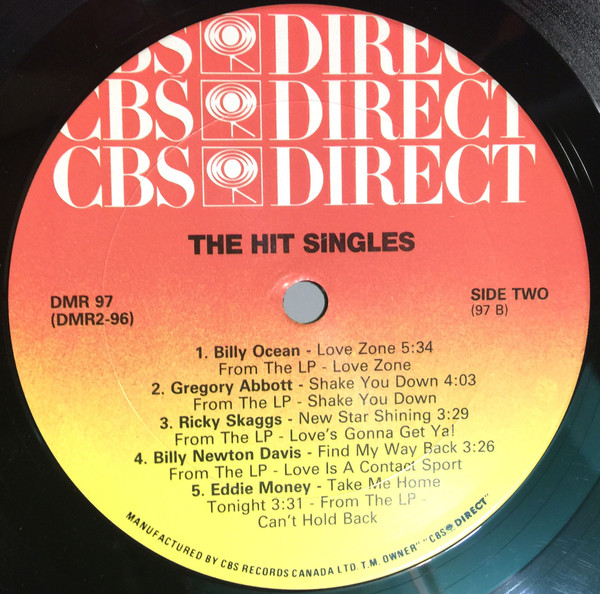 CBS DIRECT
CBS DIRECT
CBS DIRECT
THE HIT SiNGLES
DMR 97
(DMR2-96)
SIDE TWO
(97 B)
1. Billy Ocean - Love Zone 5:34
From The LP - Love Zone
2. Gregory Abbott - Shake You Down 4:03
From The LP - Shake You Down
3. Ricky Skaggs - New Star Shining 3:29
From The LP - Love's Gonna Get Ya!
4. Billy Newton Davis - Find My Way Back 3:26
From The LP - Love Is A Contact Sport
5. Eddie Money - Take Me Home
Tonight 3:31 - From The LP -
Can't Hold Back
MANUFACTURED BY CBS RECORDS CANADA LTD. T.M. OWNER" "CBS DIRECT"